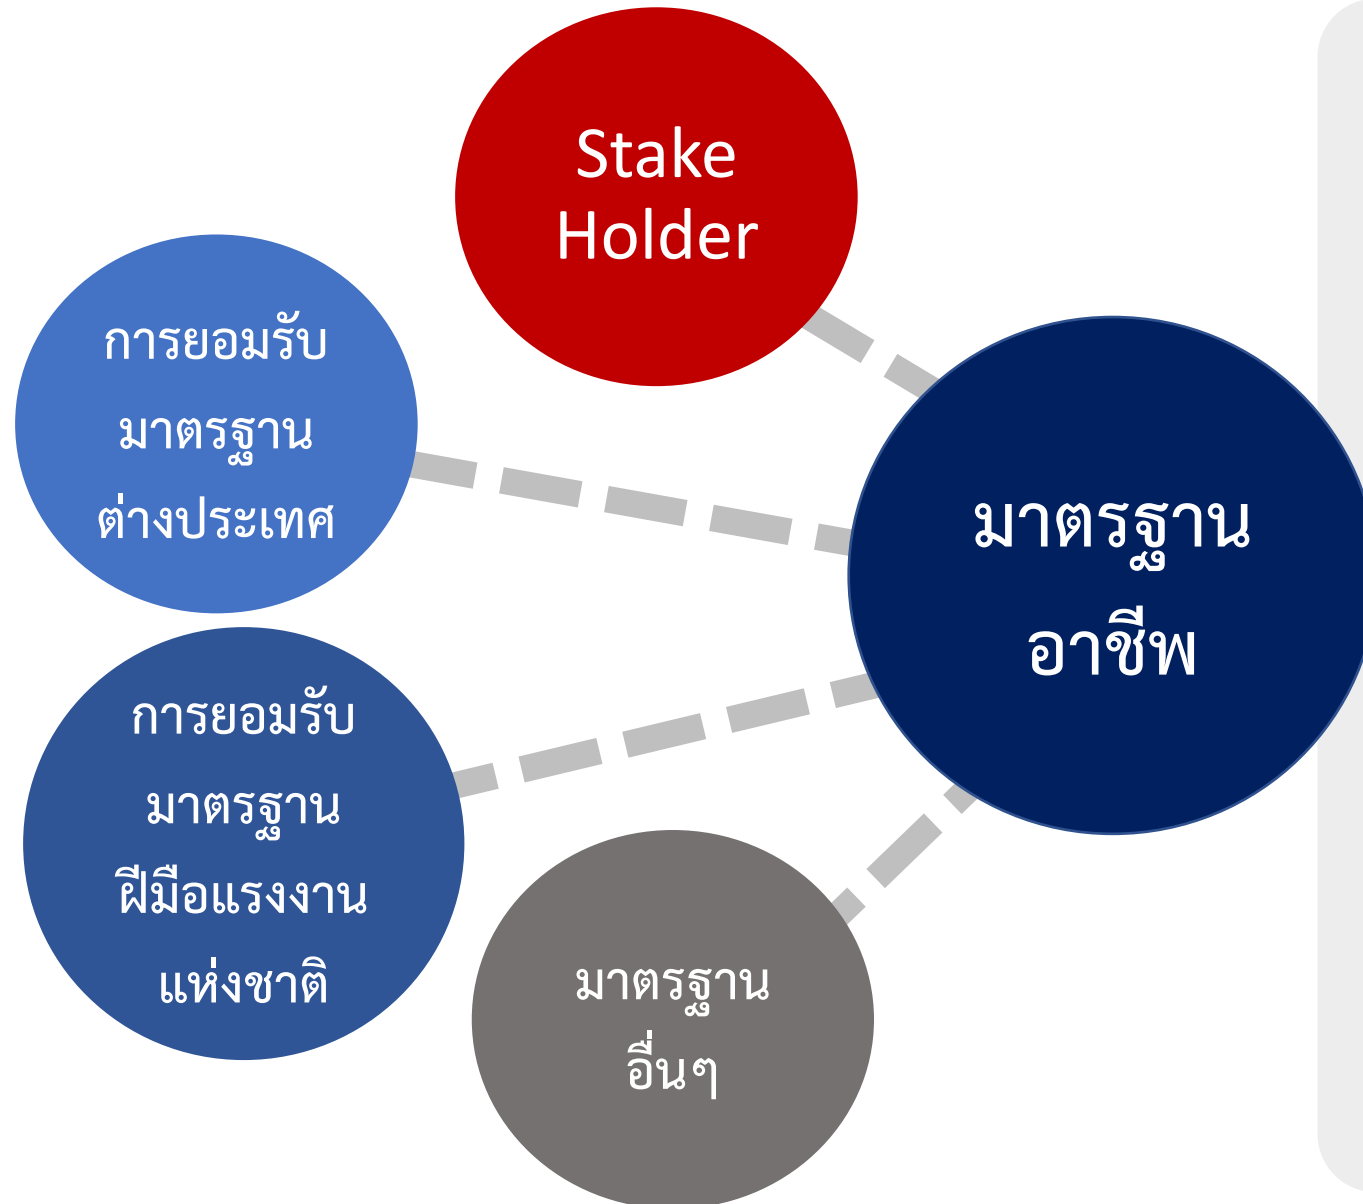 Stake
Holder
การยอมรับ
มาตรฐาน
ต่างประเทศ
มาตรฐาน
อาชีพ
การยอมรับ
มาตรฐาน
ฝีมือแรงงาน
แห่งชาติ
มาตรฐาน
อื่นๆ